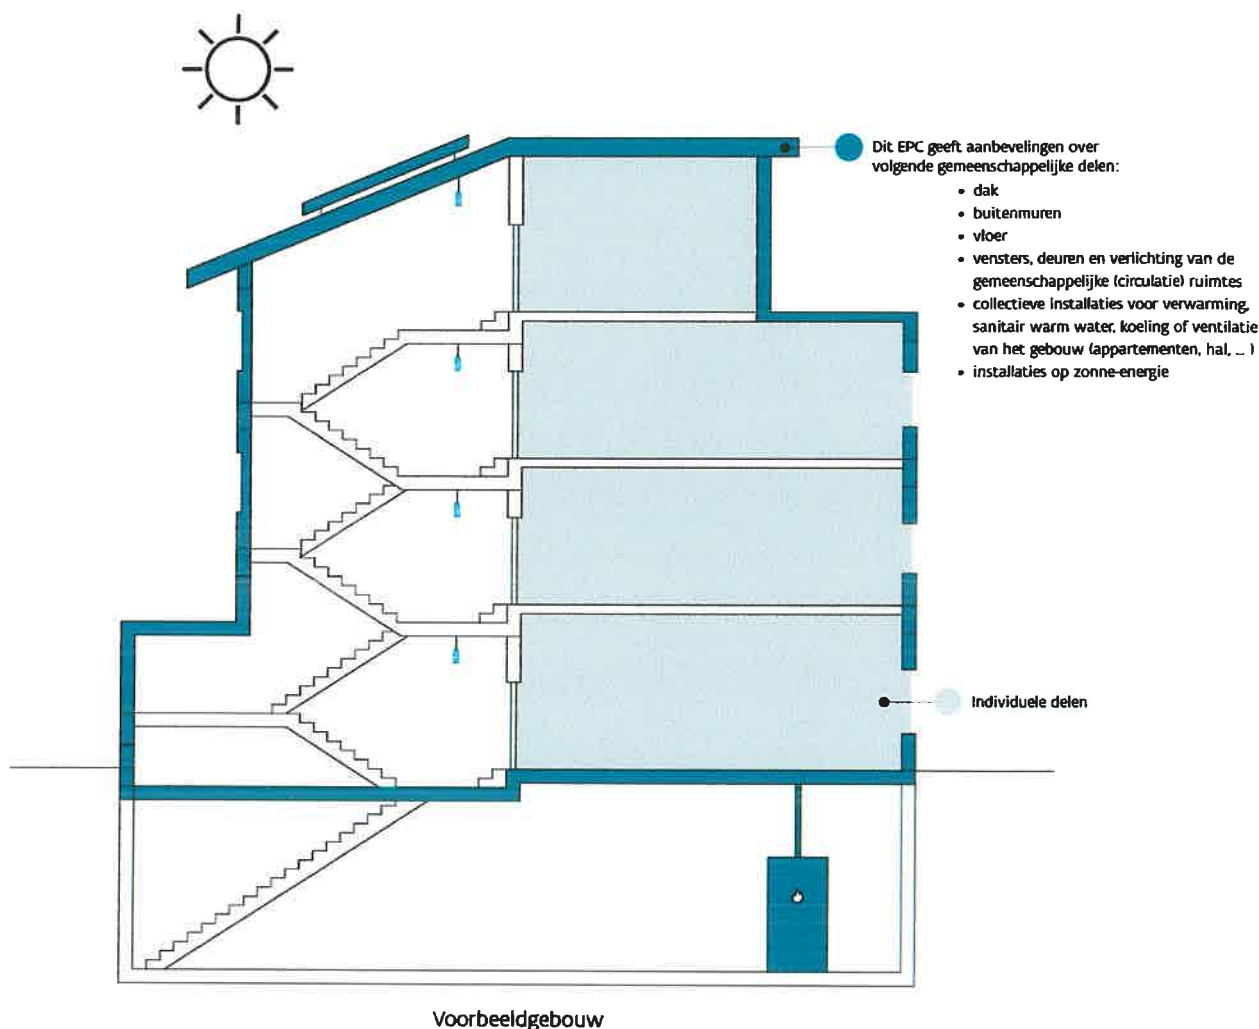 Dit EPC geeft aanbevelingen over
volgende gemeenschappelijke delen:
• dak
• buitenmuren
• vloer
• vensters, deuren en verlichting van de
gemeenschappelijke (circulatie) ruimtes
• collectieve installaties voor verwarming,
sanitair warm water, koeling of ventilatie
van het gebouw (appartementen, hal, ... )
• installaties op zonne-energie
Individuele delen
Voorbeeldgebouw